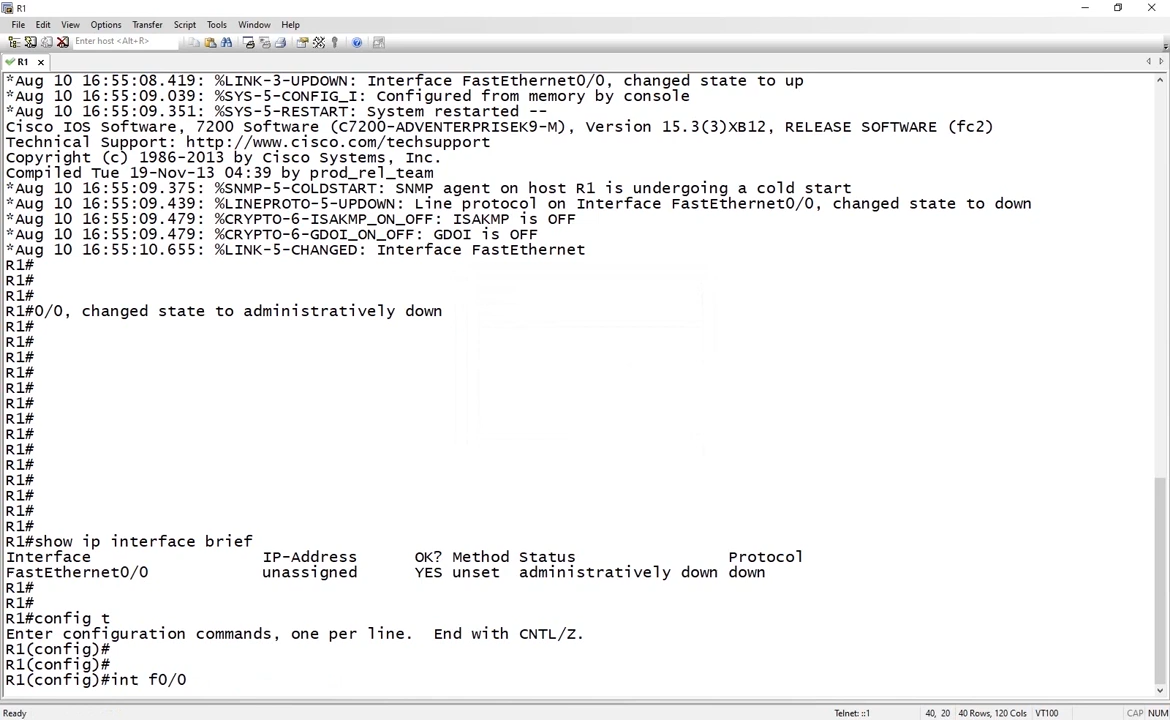 R1
File Edit View Options Transfer Script Tools Window Help
Enter host <Alt+R>
R1
*Aug 10 16:55:08.419: %LINK-3-UPDOWN: Interface FastEthernet0/0, changed state to up
*Aug 10 16:55:09.039: %SYS-5-CONFIG_I: Configured from memory by console
*Aug 10 16:55:09.351: %SYS-5-RESTART: System restarted --
Cisco IOS Software, 7200 Software (C7200-ADVENTERPRISEK9-M), Version 15.3(3)XB12, RELEASE SOFTWARE (fc2)
Technical Support: http://www.cisco.com/techsupport
Copyright (c) 1986-2013 by Cisco Systems, Inc.
Compiled Tue 19-Nov-13 04:39 by prod_rel_team
*Aug 10 16:55:09.375: %SNMP-5-COLDSTART: SNMP agent on host R1 is undergoing a cold start
*Aug 10 16:55:09.439: %LINEPROTO-5-UPDOWN: Line protocol on Interface FastEthernet0/0, changed state to down
*Aug 10 16:55:09.479: %CRYPTO-6-ISAKMP_ON_OFF: ISAKMP is OFF
*Aug 10 16:55:09.479: %CRYPTO-6-GDOI_ON_OFF: GDOI is OFF
*Aug 10 16:55:10.655: %LINK-5-CHANGED: Interface FastEthernet
R1#
R1#
R1#
R1#0/0, changed state to administratively down
R1#
R1#
R1#
R1#
R1#
R1#
R1#
R1#
R1#
R1#
R1#
R1#
R1#
R1#
R1#show ip interface brief
Interface IP-Address OK? Method Status Protocol
FastEthernet0/0 unassigned YES unset administratively down down
R1#
R1#
R1#config t
Enter configuration commands, one per line. End with CNTL/Z.
R1(config)#
R1(config)#
R1(config)#int f0/0
Ready Telnet: ::1 40, 20 40 Rows, 120 Cols VT100 CAP NUM